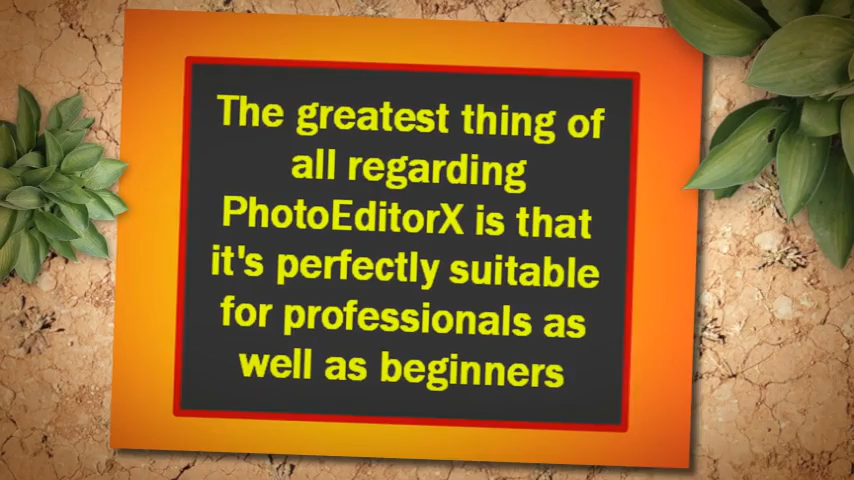 The greatest thing of
all regarding
PhotoEditorX is that
it's perfectly suitable
for professionals as
well as beginners